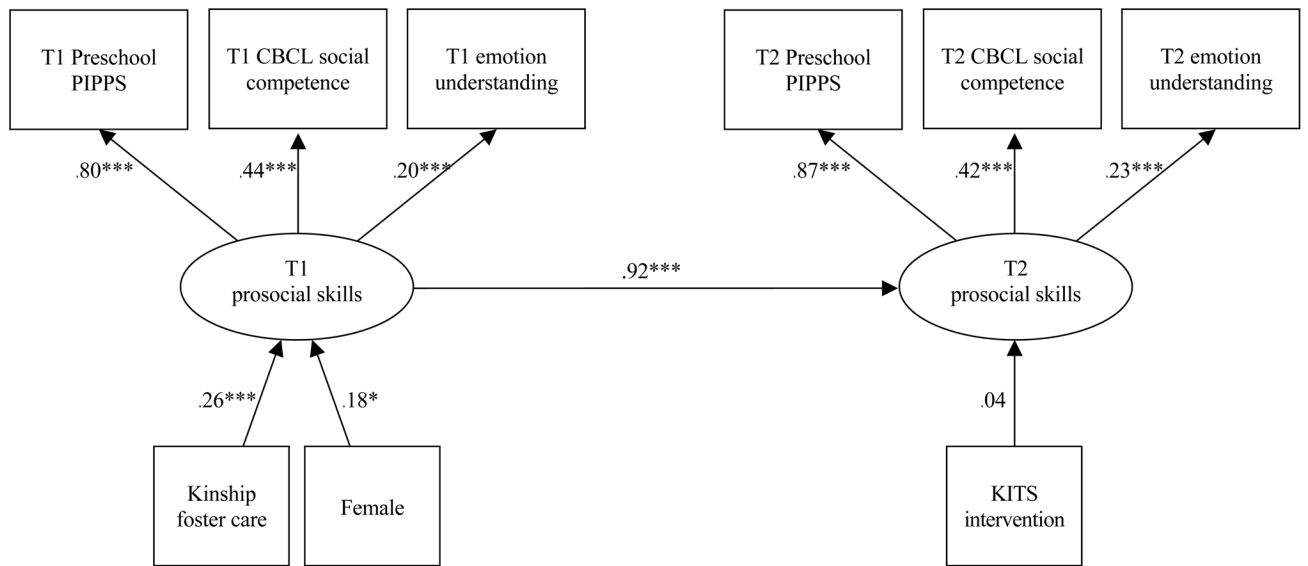 T1 Preschool
PIPPS
T1 CBCL social
competence
T1 emotion
understanding
T2 Preschool
PIPPS
T2 CBCL social
competence
T2 emotion
understanding
.80***
.44***
.20***
.87***
.42***
.23***
T1
prosocial skills
.92***
T2
prosocial skills
.26***
.18*
.04
Kinship
foster care
Female
KITS
intervention